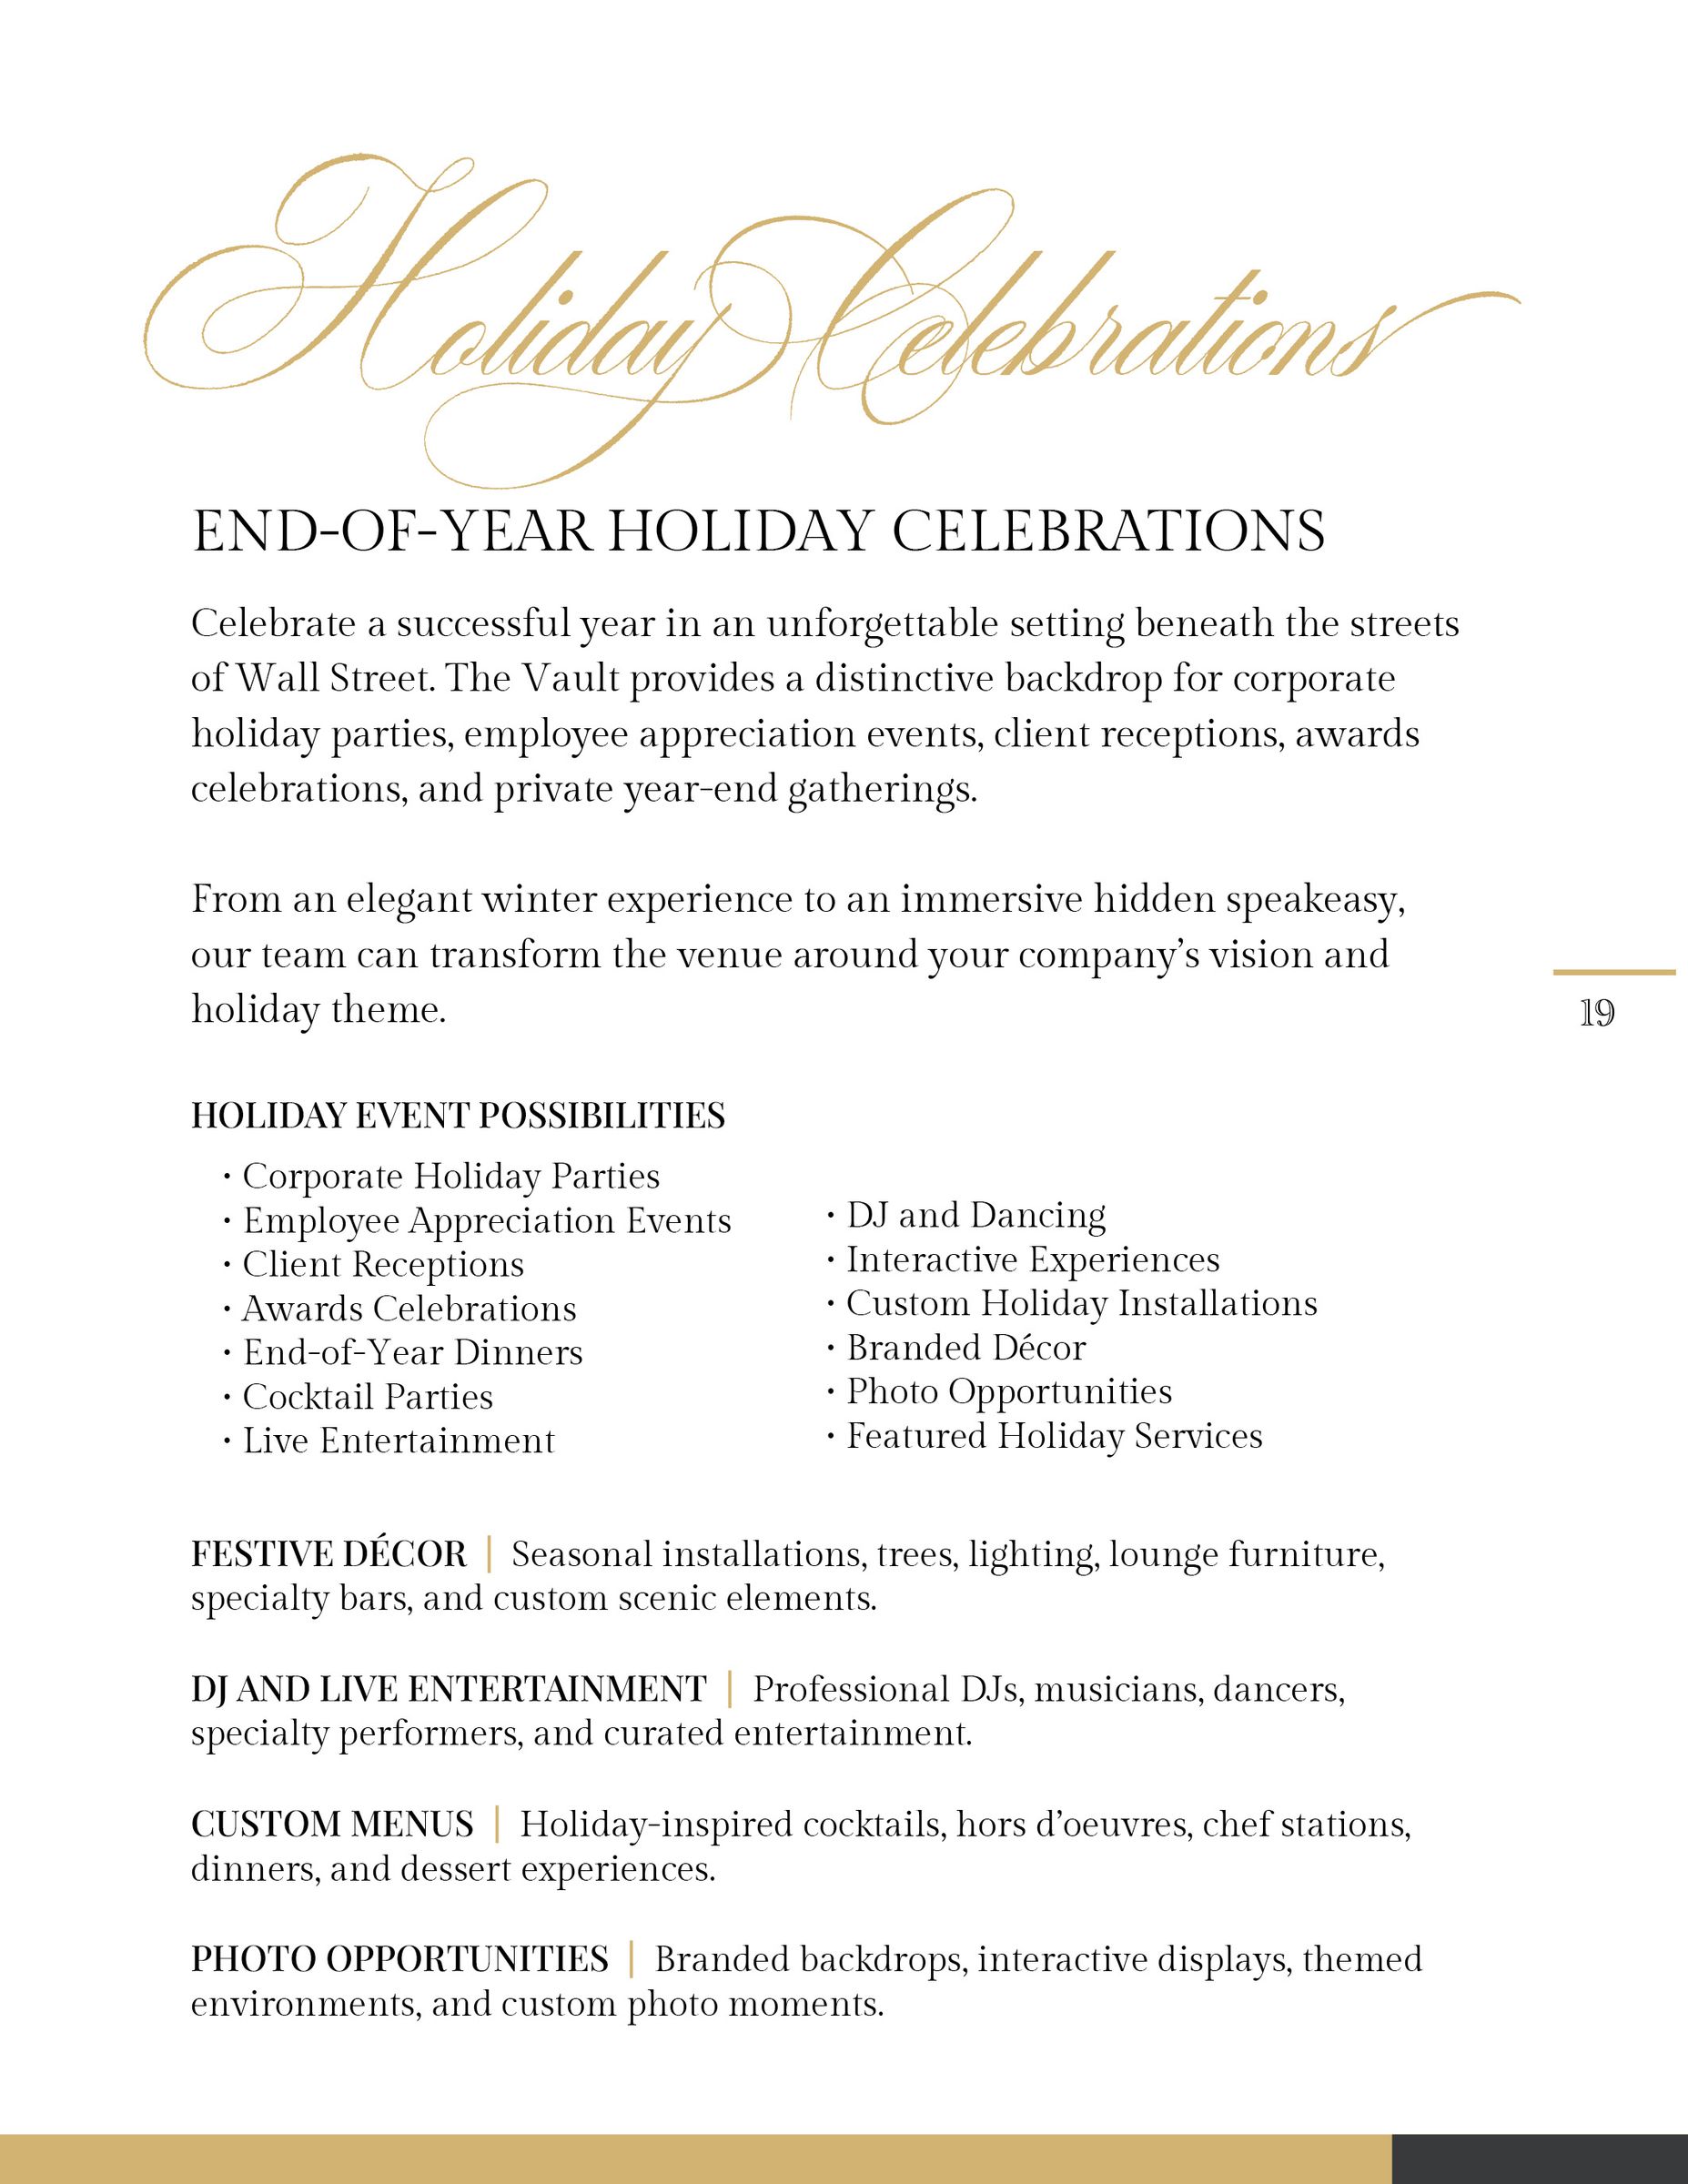 Holiday Celebrations
END-OF-YEAR HOLIDAY CELEBRATIONS
Celebrate a successful year in an unforgettable setting beneath the streets
of Wall Street. The Vault provides a distinctive backdrop for corporate
holiday parties, employee appreciation events, client receptions, awards
celebrations, and private year-end gatherings.
From an elegant winter experience to an immersive hidden speakeasy,
our team can transform the venue around your company’s vision and
holiday theme.
19
HOLIDAY EVENT POSSIBILITIES
• Corporate Holiday Parties
• Employee Appreciation Events
• Client Receptions
• Awards Celebrations
• End-of-Year Dinners
• Cocktail Parties
• Live Entertainment
• DJ and Dancing
• Interactive Experiences
• Custom Holiday Installations
• Branded Décor
• Photo Opportunities
• Featured Holiday Services
FESTIVE DÉCOR | Seasonal installations, trees, lighting, lounge furniture,
specialty bars, and custom scenic elements.
DJ AND LIVE ENTERTAINMENT | Professional DJs, musicians, dancers,
specialty performers, and curated entertainment.
CUSTOM MENUS | Holiday-inspired cocktails, hors d’oeuvres, chef stations,
dinners, and dessert experiences.
PHOTO OPPORTUNITIES | Branded backdrops, interactive displays, themed
environments, and custom photo moments.